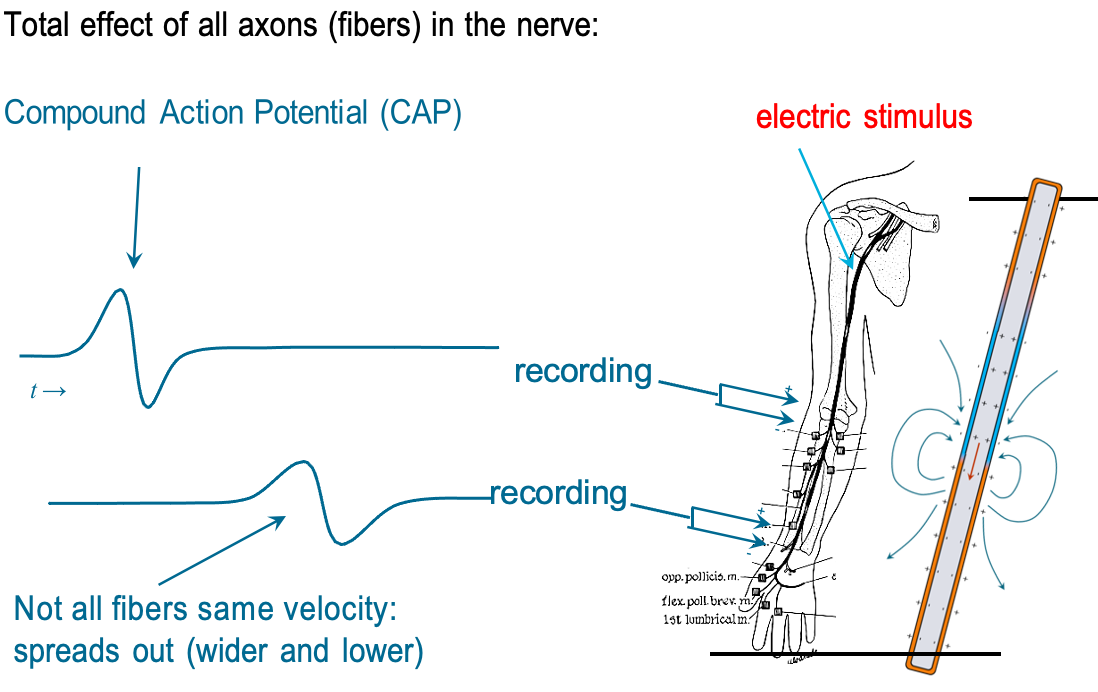 Total effect of all axons (fibers) in the nerve:
Compound Action Potential (CAP)
electric stimulus
t →
recording
recording
opp. pollicis. m.
flex. poll. brev. m.
1st lumbrical m.
c
Not all fibers same velocity:
spreads out (wider and lower)